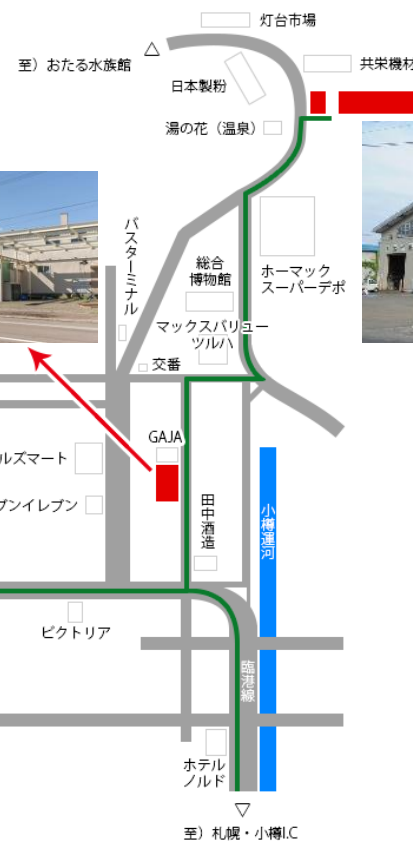 灯台市場
△
至）おたる水族館
共栄機材
日本製粉
湯の花（温泉）
バスターミナル
総合
博物館
ホーマック
スーパーデポ
マックスバリュー
ツルハ
交番
GAJA
ルズマート
ブンイレブン
田中酒造
小樽運河
ビクトリア
臨港線
ホテル
ノルド
▽
至）札幌・小樽I.C